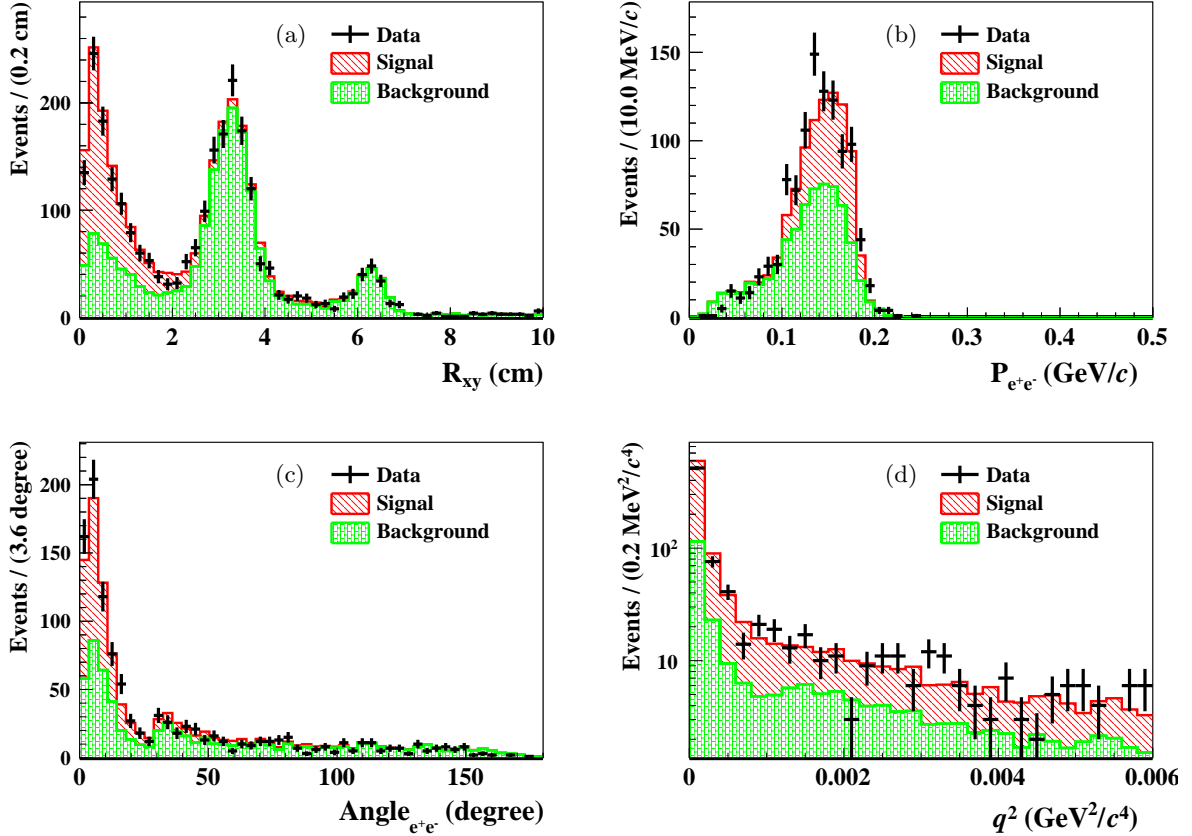 Events / (0.2 cm)
(a)
Data
Signal
Background
200
100
0
0 2 4 6 8 10
R_xy (cm)
Events / (10.0 MeV/c)
(b)
Data
Signal
Background
150
100
50
0
0 0.1 0.2 0.3 0.4 0.5
P_e⁺e⁻ (GeV/c)
Events / (3.6 degree)
(c)
Data
Signal
Background
200
150
100
50
0
0 50 100 150
Angle_e⁺e⁻ (degree)
Events / (0.2 MeV²/c⁴)
(d)
Data
Signal
Background
10²
10
0 0.002 0.004 0.006
q² (GeV²/c⁴)